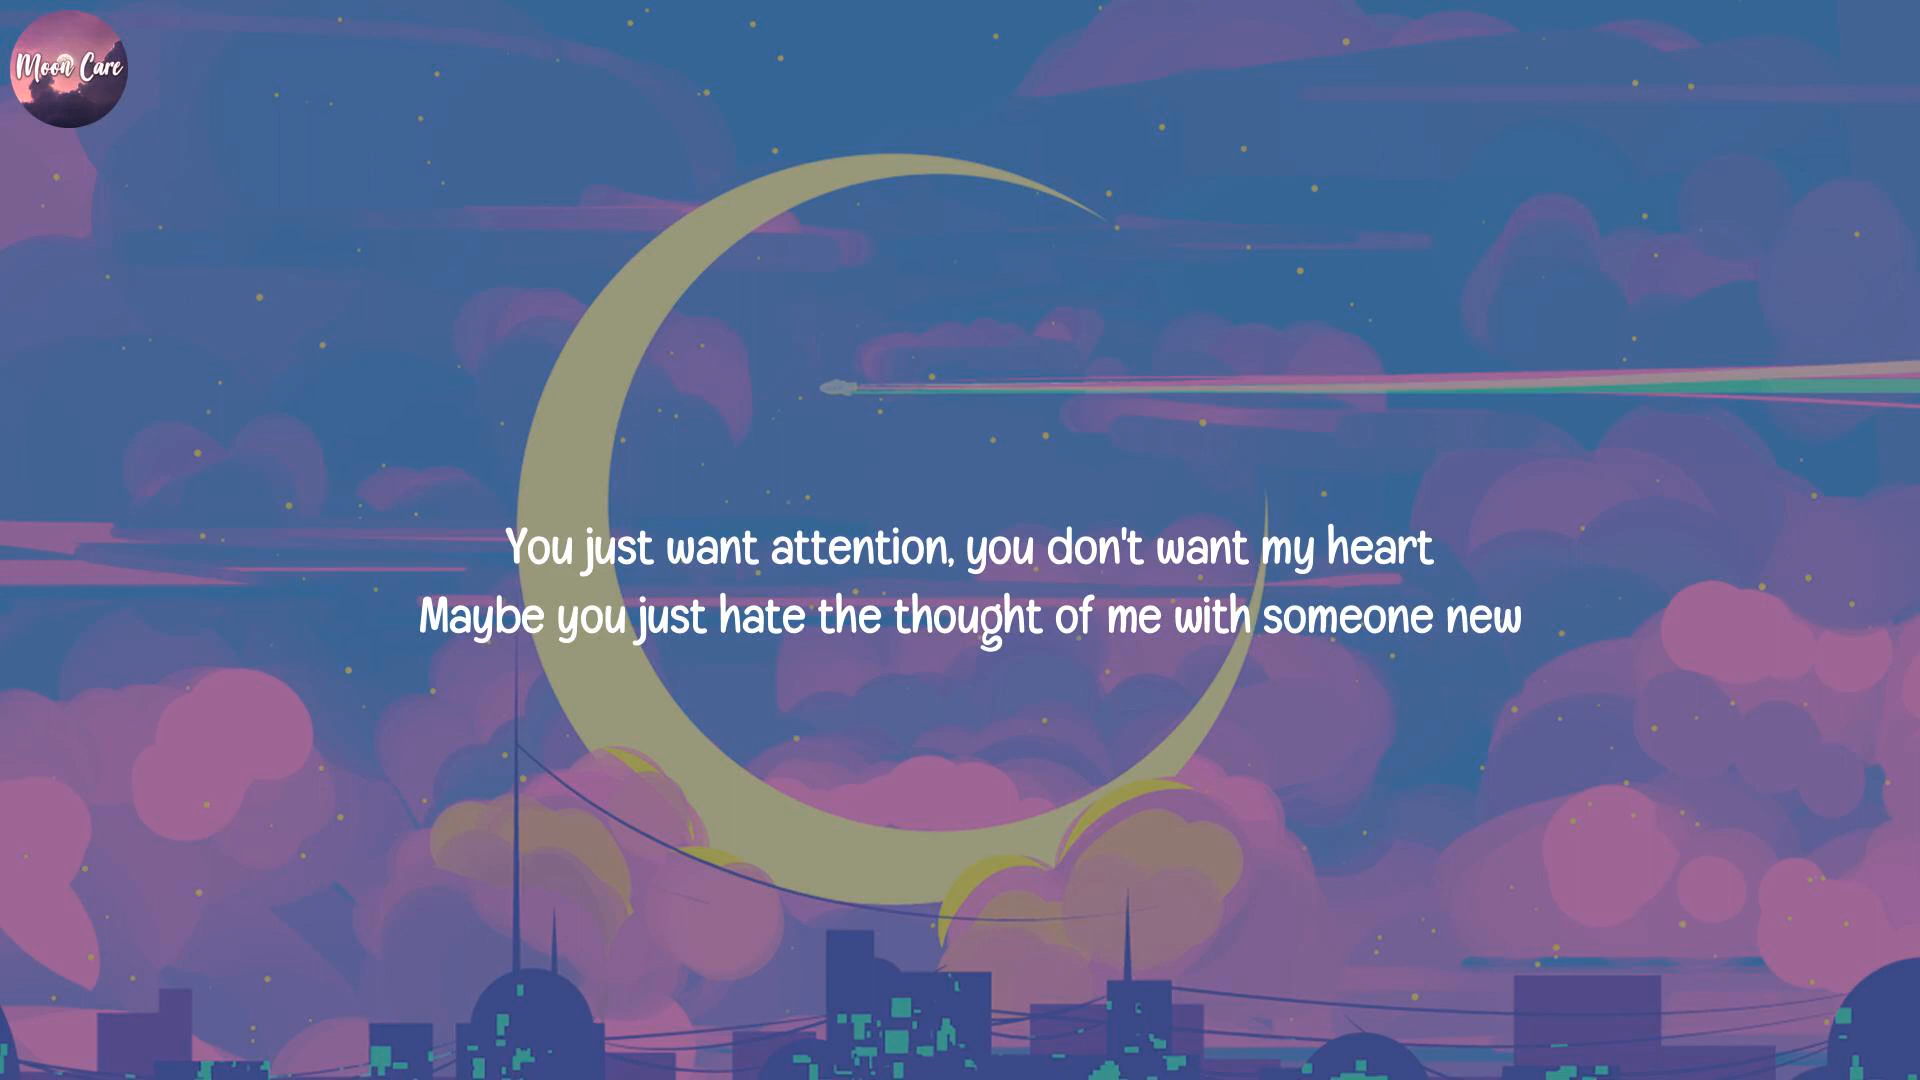 Moon Care
You just want attention, you don't want my heart
Maybe you just hate the thought of me with someone new